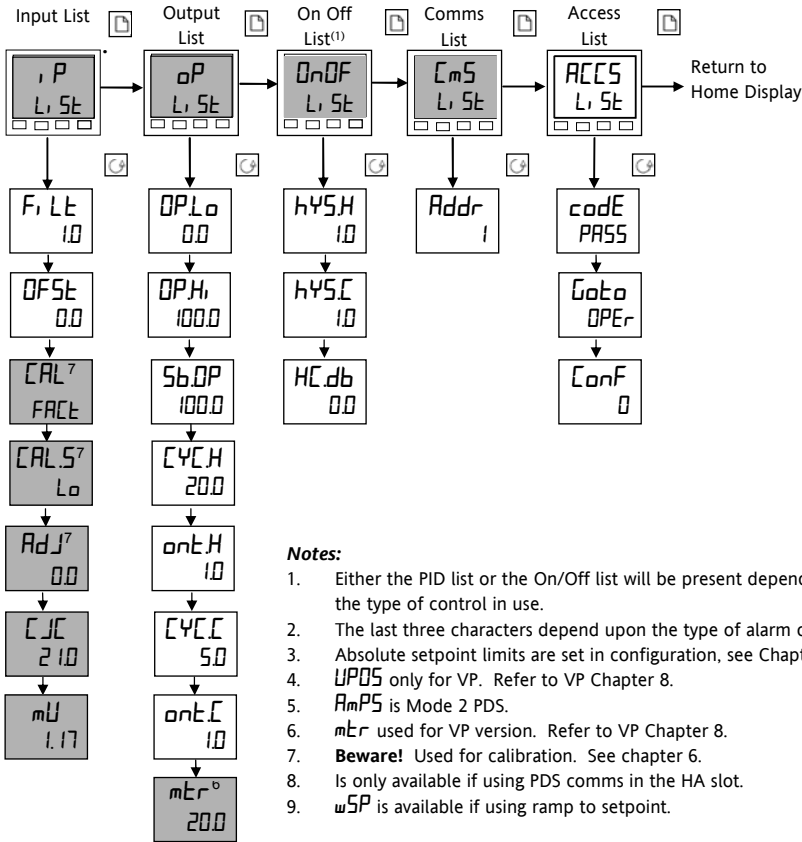 Input List
Output List
On Off List(1)
Comms List
Access List
iP LiSt
oP LiSt
OnOF LiSt
CmS LiSt
ACCS LiSt
Return to
Home Display
FiLt 1.0
OFSt 0.0
CAL7 FACt
CAL.S7 Lo
AdJ7 0.0
CJC 21.0
mV 1.17
OP.Lo 0.0
OP.Hi 100.0
Sb.OP 100.0
CYC.H 20.0
ont.H 1.0
CYC.C 5.0
ont.C 1.0
mtr6 20.0
hYS.H 1.0
hYS.C 1.0
HC.db 0.0
Addr 1
codE PASS
Goto OPEr
ConF 0
Notes:
1. Either the PID list or the On/Off list will be present depend
the type of control in use.
2. The last three characters depend upon the type of alarm c
3. Absolute setpoint limits are set in configuration, see Chapt
4. UPOS only for VP. Refer to VP Chapter 8.
5. AmPS is Mode 2 PDS.
6. mtr used for VP version. Refer to VP Chapter 8.
7. Beware! Used for calibration. See chapter 6.
8. Is only available if using PDS comms in the HA slot.
9. wSP is available if using ramp to setpoint.